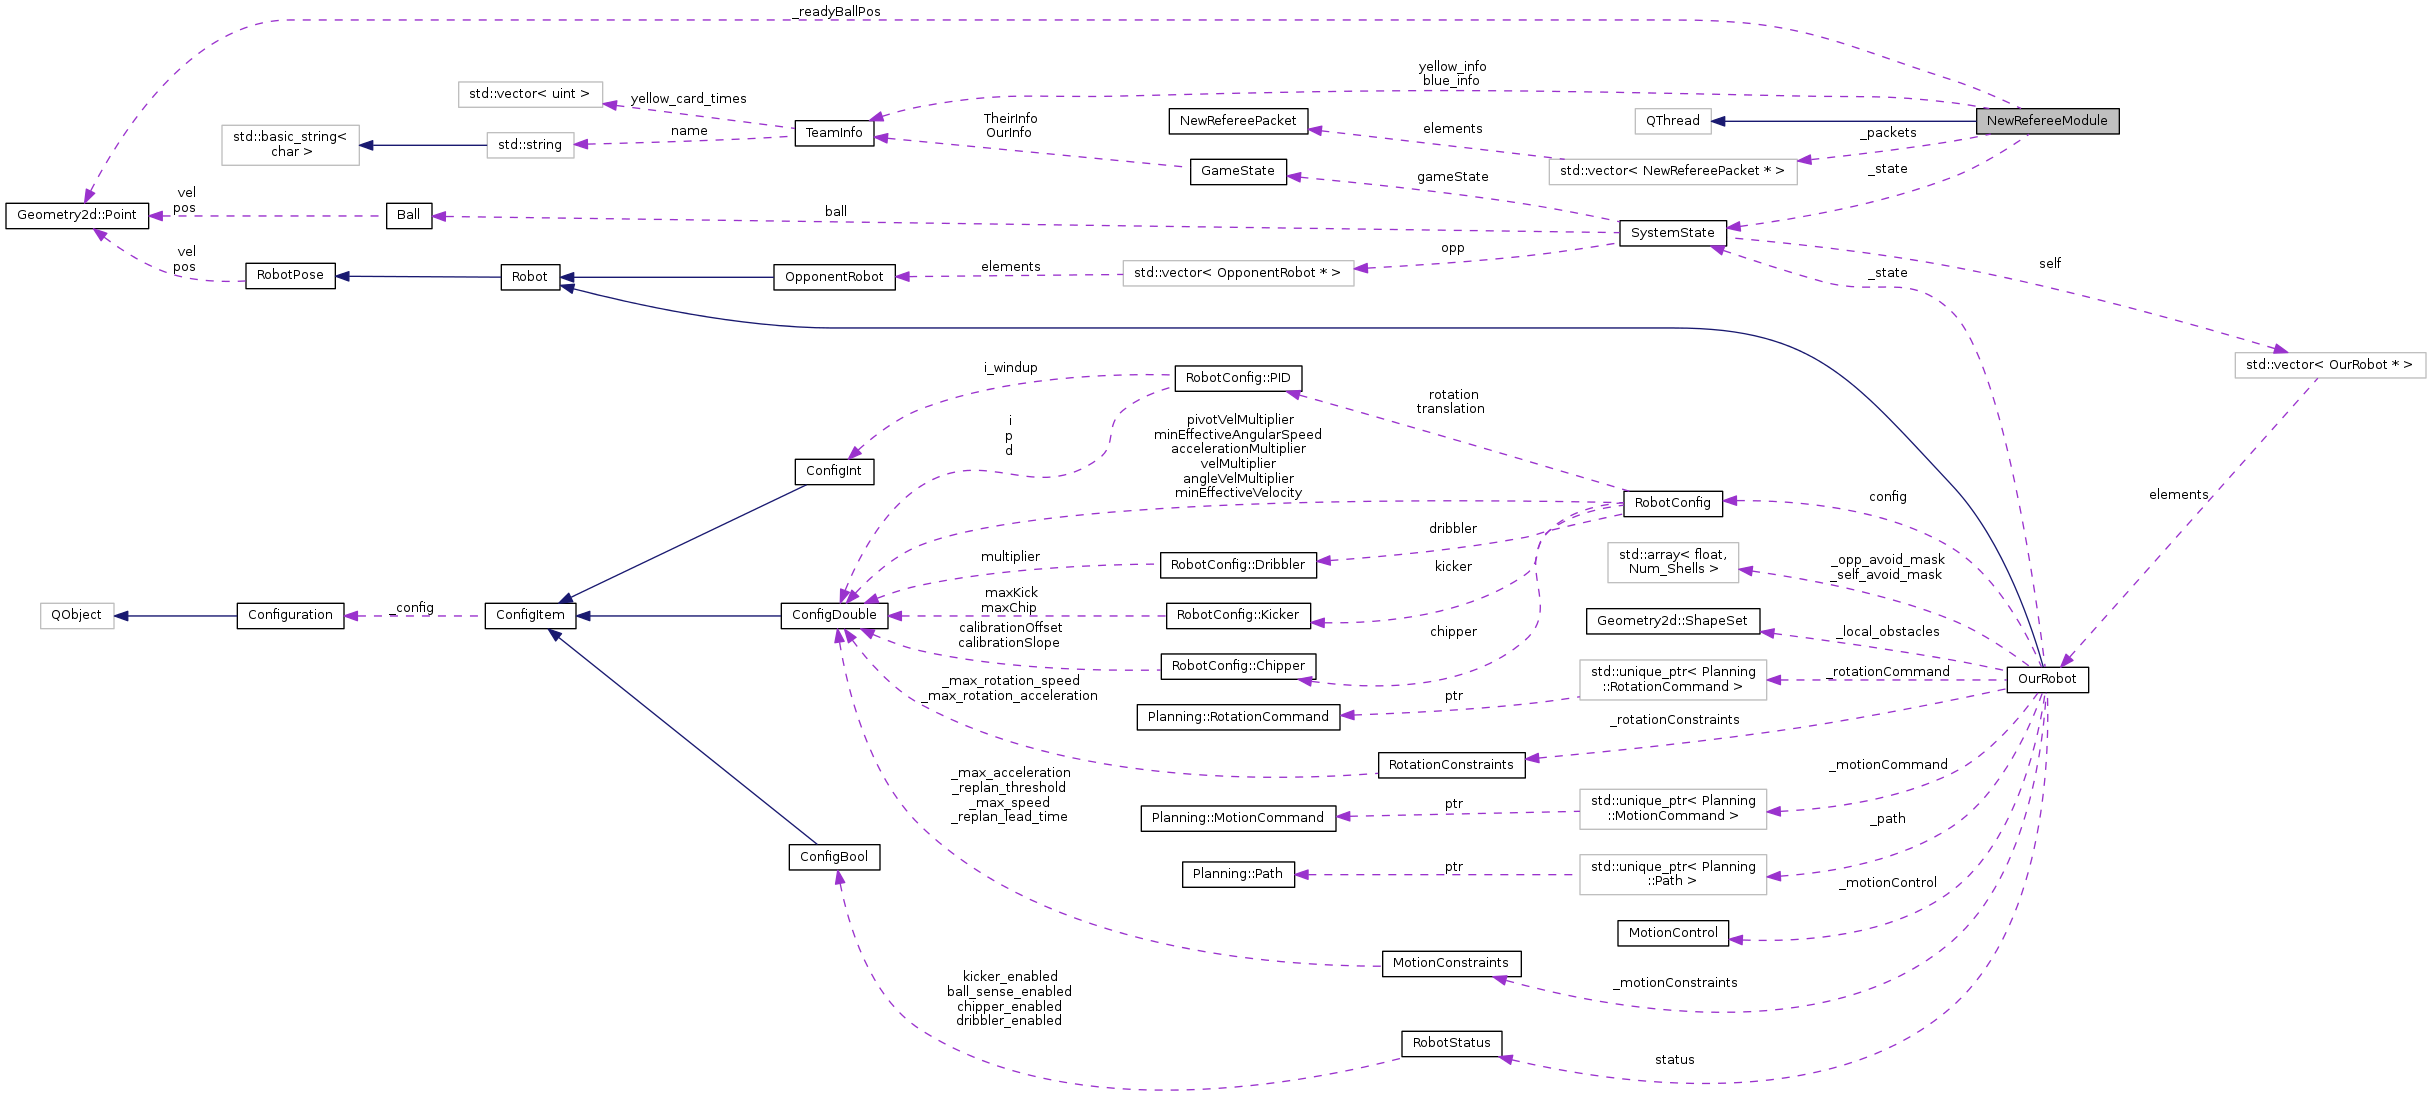 _readyBallPos
yellow_info
blue_info
std::vector< uint >
yellow_card_times
TheirInfo
OurInfo
NewRefereePacket
elements
QThread
NewRefereeModule
_packets
std::basic_string<
char >
std::string
name
TeamInfo
GameState
gameState
std::vector< NewRefereePacket * >
_state
vel
pos
Geometry2d::Point
Ball
ball
SystemState
vel
pos
RobotPose
Robot
OpponentRobot
elements
std::vector< OpponentRobot * >
opp
_state
self
std::vector< OurRobot * >
i_windup
RobotConfig::PID
rotation
translation
i
p
d
pivotVelMultiplier
minEffectiveAngularSpeed
accelerationMultiplier
velMultiplier
angleVelMultiplier
minEffectiveVelocity
ConfigInt
RobotConfig
config
elements
dribbler
multiplier
RobotConfig::Dribbler
kicker
std::array< float,
Num_Shells >
_opp_avoid_mask
_self_avoid_mask
QObject
Configuration
_config
ConfigItem
ConfigDouble
maxKick
maxChip
RobotConfig::Kicker
Geometry2d::ShapeSet
_local_obstacles
calibrationOffset
calibrationSlope
chipper
RobotConfig::Chipper
_max_rotation_speed
_max_rotation_acceleration
ptr
std::unique_ptr< Planning
::RotationCommand >
_rotationCommand
OurRobot
Planning::RotationCommand
_rotationConstraints
RotationConstraints
_max_acceleration
_replan_threshold
_max_speed
_replan_lead_time
_motionCommand
Planning::MotionCommand
ptr
std::unique_ptr< Planning
::MotionCommand >
_path
ConfigBool
Planning::Path
ptr
std::unique_ptr< Planning
::Path >
_motionControl
MotionControl
MotionConstraints
_motionConstraints
kicker_enabled
ball_sense_enabled
chipper_enabled
dribbler_enabled
RobotStatus
status